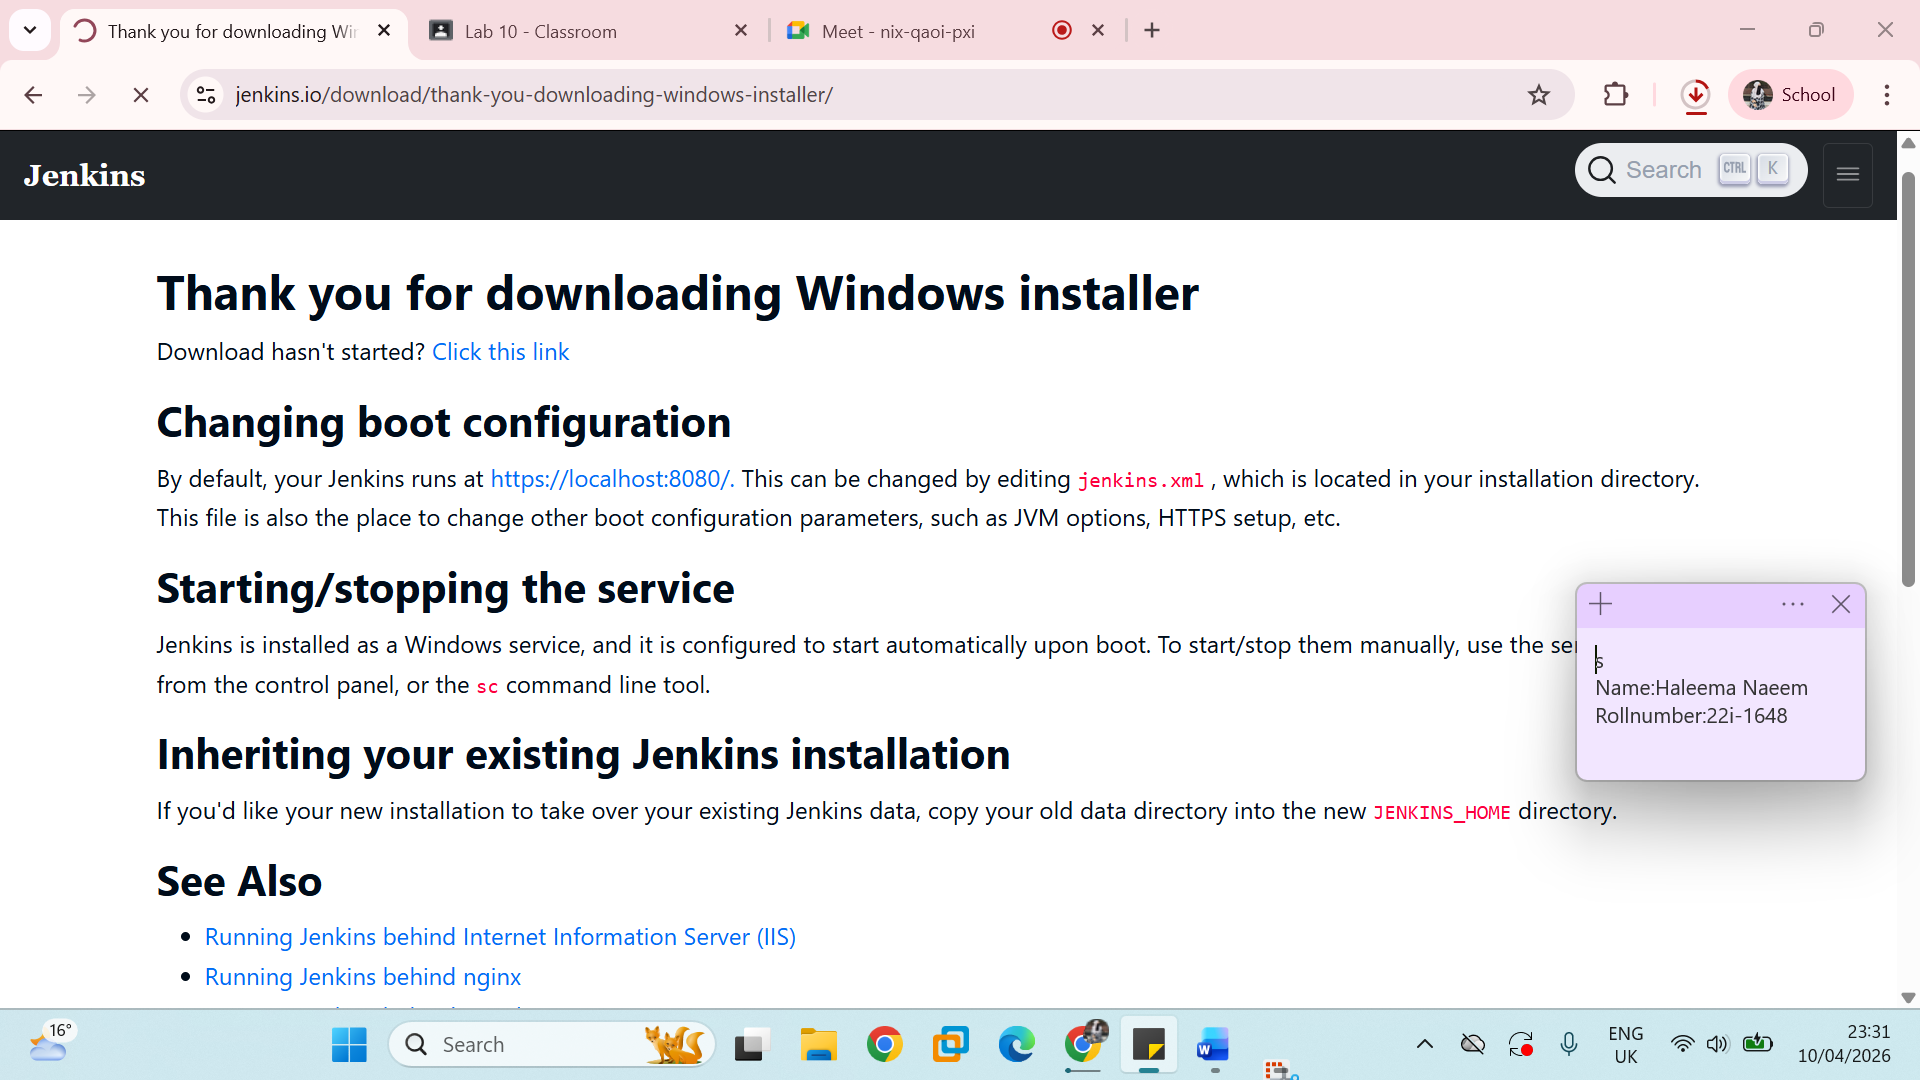 Thank you for downloading Wir
Lab 10 - Classroom
Meet - nix-qaoi-pxi
jenkins.io/download/thank-you-downloading-windows-installer/
School
Jenkins
Search CTRL K
Thank you for downloading Windows installer
Download hasn't started? Click this link
Changing boot configuration
By default, your Jenkins runs at https://localhost:8080/. This can be changed by editing jenkins.xml , which is located in your installation directory.
This file is also the place to change other boot configuration parameters, such as JVM options, HTTPS setup, etc.
Starting/stopping the service
Jenkins is installed as a Windows service, and it is configured to start automatically upon boot. To start/stop them manually, use the se
from the control panel, or the sc command line tool.
s
Name:Haleema Naeem
Rollnumber:22i-1648
Inheriting your existing Jenkins installation
If you'd like your new installation to take over your existing Jenkins data, copy your old data directory into the new JENKINS_HOME directory.
See Also
Running Jenkins behind Internet Information Server (IIS)
Running Jenkins behind nginx
16°
Search
ENG
UK
23:31
10/04/2026